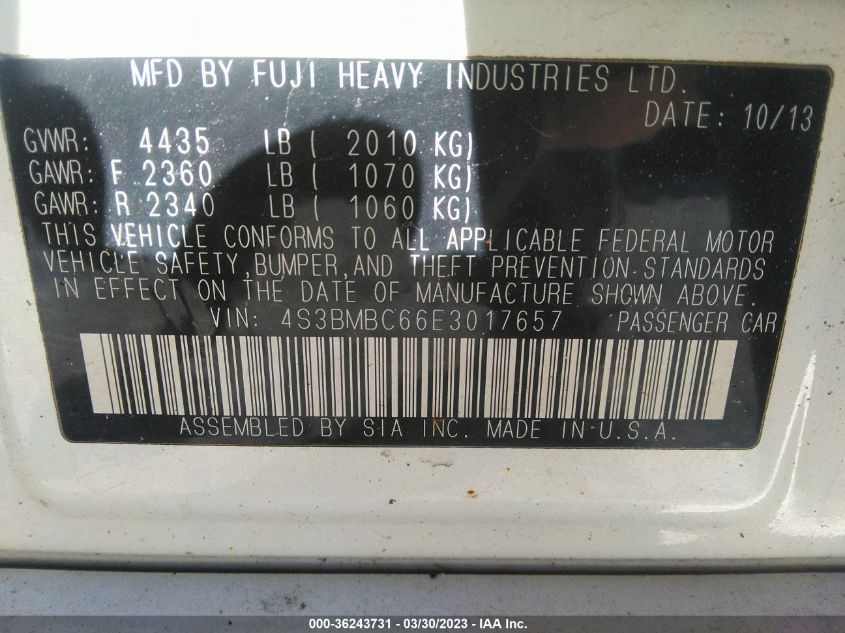 MFD BY FUJI HEAVY INDUSTRIES LTD.
DATE: 10/13
GVWR: 4435 LB ( 2010 KG)
GAWR: F 2360 LB ( 1070 KG)
GAWR: R 2340 LB ( 1060 KG)
THIS VEHICLE CONFORMS TO ALL APPLICABLE FEDERAL MOTOR
VEHICLE SAFETY, BUMPER, AND THEFT PREVENTION STANDARDS
IN EFFECT ON THE DATE OF MANUFACTURE SHOWN ABOVE.
VIN: 4S3BMBC66E3017657 PASSENGER CAR
ASSEMBLED BY SIA INC. MADE IN U.S.A.
000-36243731 - 03/30/2023 - IAA Inc.